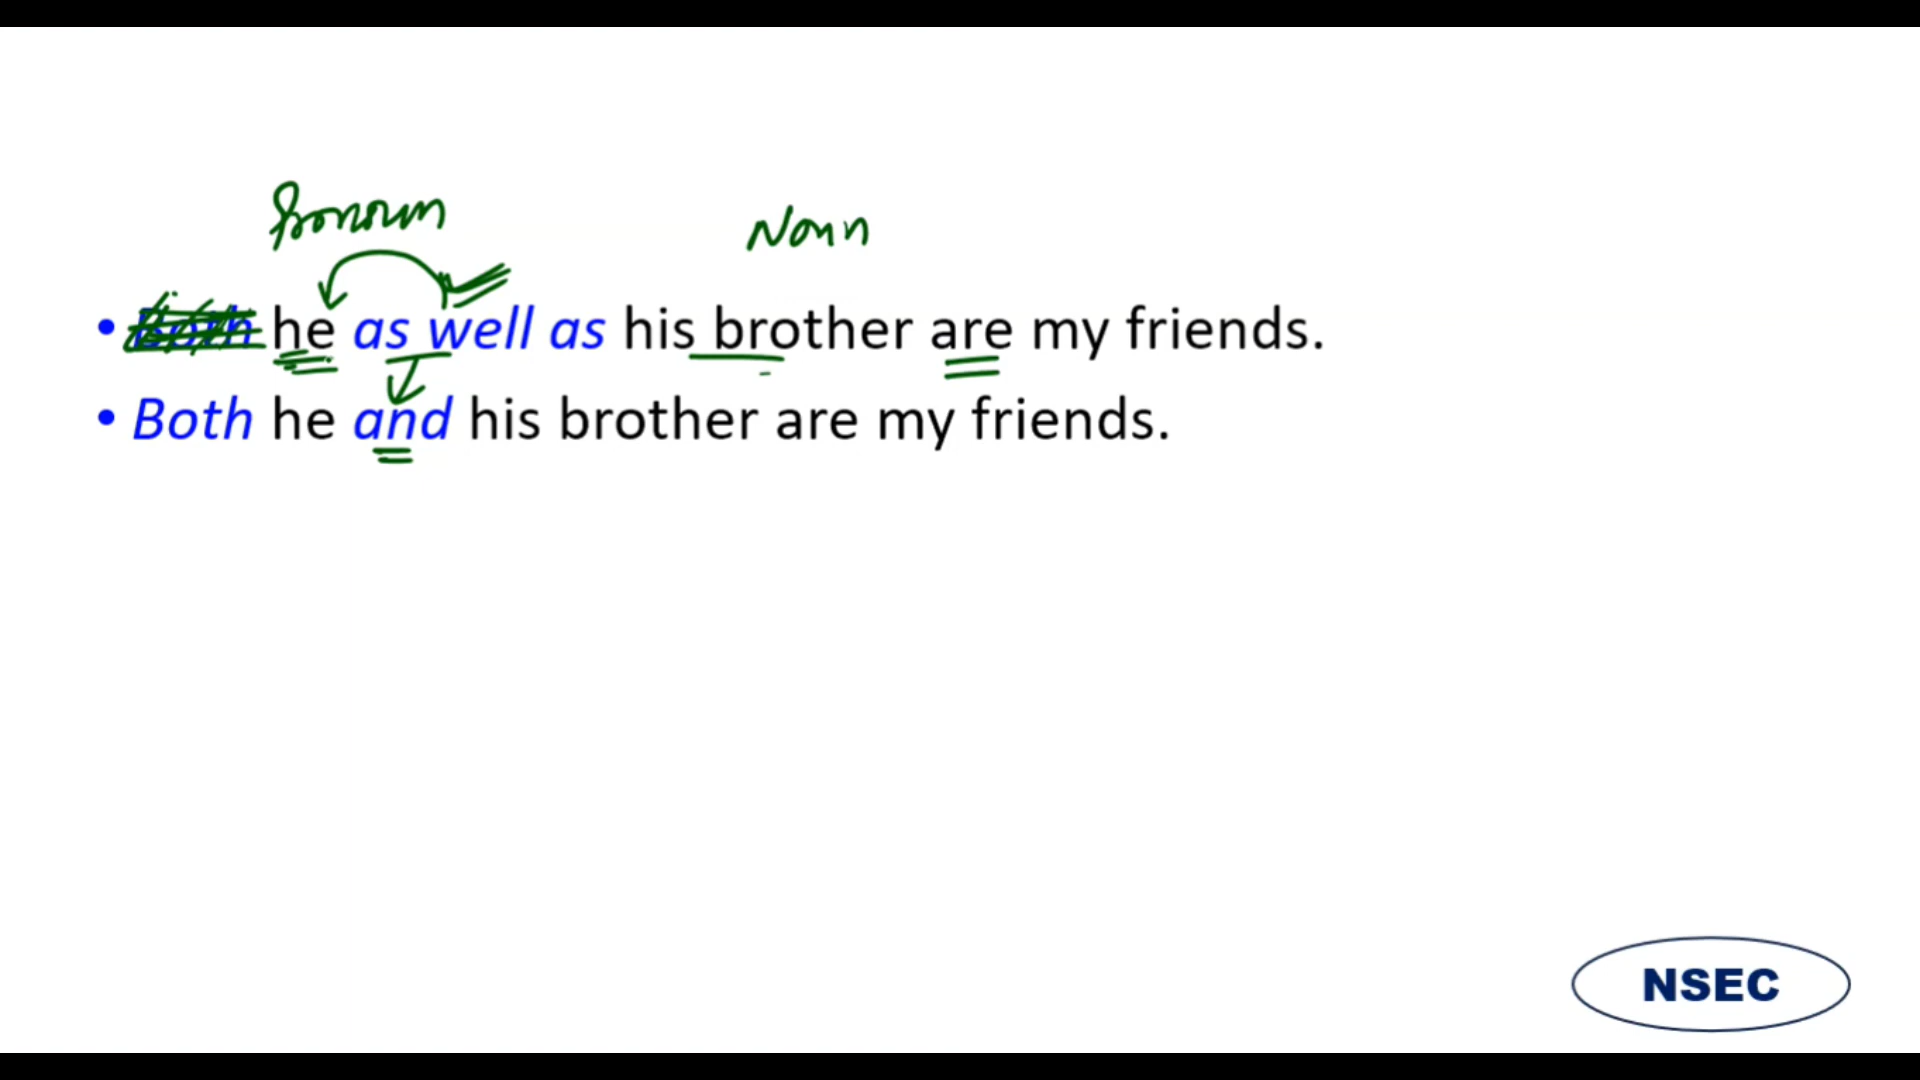 Pronoun Noun
• Both he as well as his brother are my friends.
• Both he and his brother are my friends.
NSEC